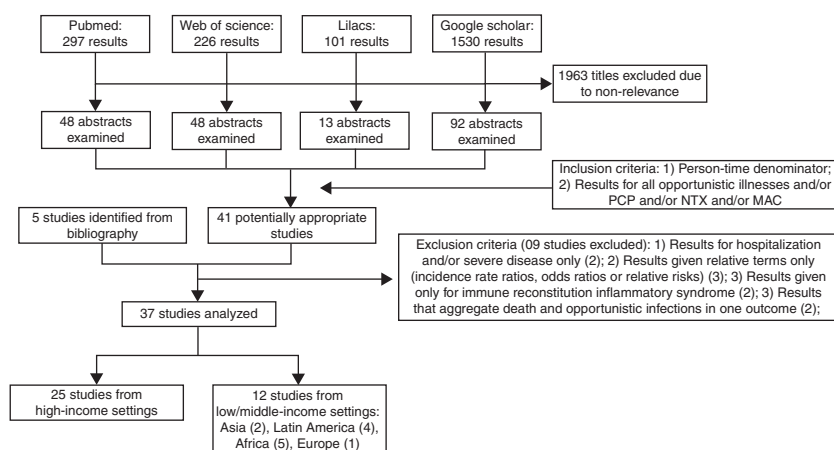 Pubmed:
297 results
Web of science:
226 results
Lilacs:
101 results
Google scholar:
1530 results
1963 titles excluded due
to non-relevance
48 abstracts
examined
48 abstracts
examined
13 abstracts
examined
92 abstracts
examined
Inclusion criteria: 1) Person-time denominator;
2) Results for all opportunistic illnesses and/or
PCP and/or NTX and/or MAC
5 studies identified from
bibliography
41 potentially appropriate
studies
Exclusion criteria (09 studies excluded): 1) Results for hospitalization
and/or severe disease only (2); 2) Results given relative terms only
(incidence rate ratios, odds ratios or relative risks) (3); 3) Results given
only for immune reconstitution inflammatory syndrome (2); 3) Results
that aggregate death and opportunistic infections in one outcome (2);
37 studies analyzed
25 studies from
high-income settings
12 studies from
low/middle-income settings:
Asia (2), Latin America (4),
Africa (5), Europe (1)